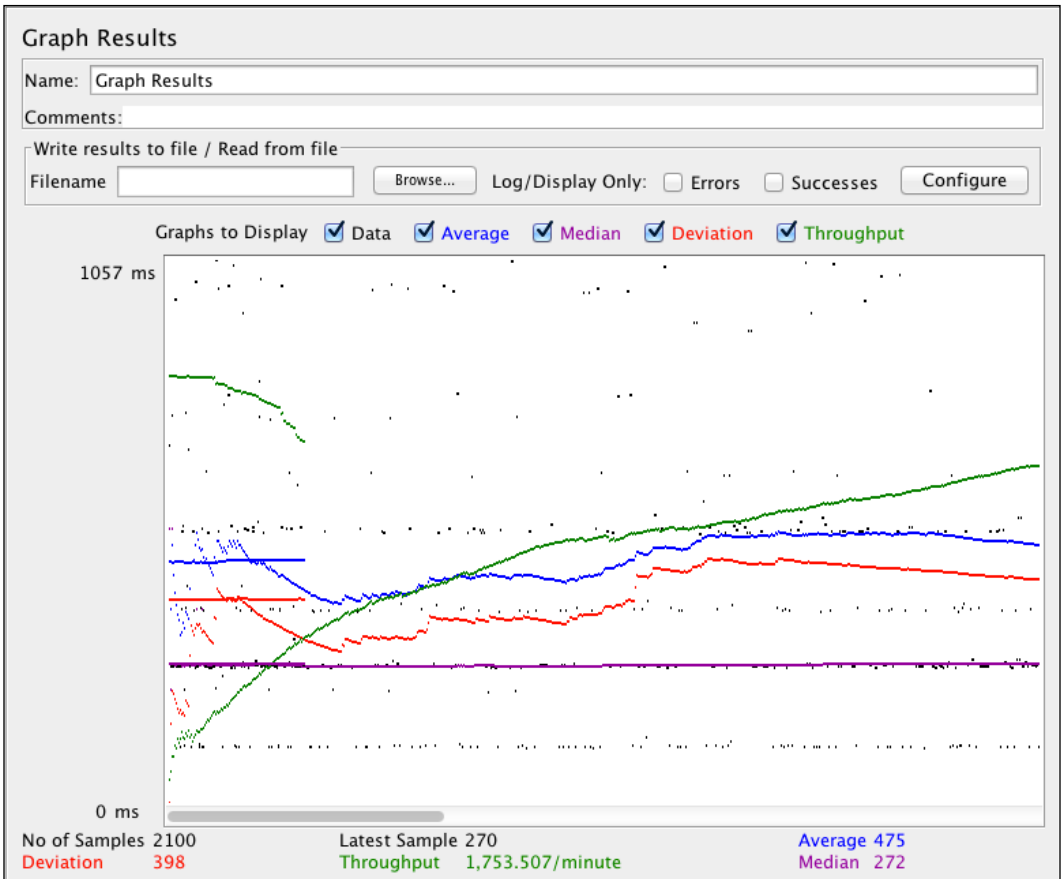 Graph Results
Name: Graph Results
Comments:
Write results to file / Read from file
Filename Browse... Log/Display Only: Errors Successes Configure
Graphs to Display Data Average Median Deviation Throughput
1057 ms
0 ms
No of Samples 2100 Latest Sample 270 Average 475
Deviation 398 Throughput 1,753.507/minute Median 272